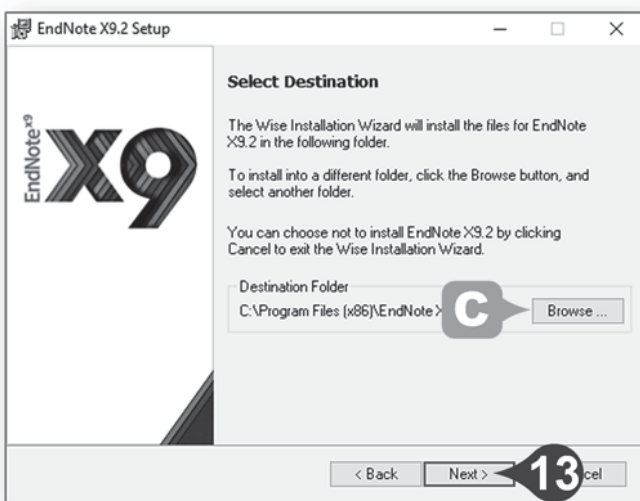 EndNote X9.2 Setup
EndNote x9
X9
Select Destination
The Wise Installation Wizard will install the files for EndNote
X9.2 in the following folder.
To install into a different folder, click the Browse button, and
select another folder.
You can choose not to install EndNote X9.2 by clicking
Cancel to exit the Wise Installation Wizard.
Destination Folder
C:\Program Files (x86)\EndNote X
C
Browse ...
< Back
Next >
13
cel